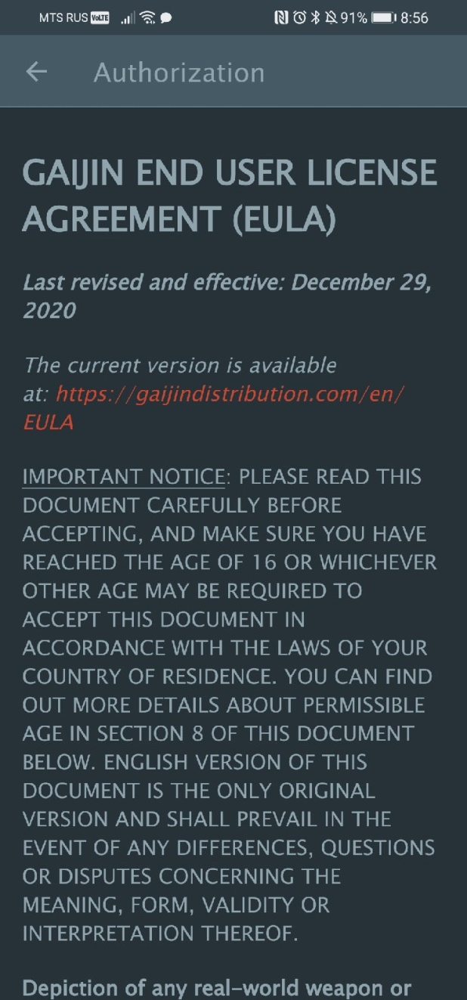 MTS RUS VoLTE 91% 8:56
Authorization
GAIJIN END USER LICENSE
AGREEMENT (EULA)
Last revised and effective: December 29,
2020
The current version is available
at: https://gaijindistribution.com/en/
EULA
IMPORTANT NOTICE: PLEASE READ THIS
DOCUMENT CAREFULLY BEFORE
ACCEPTING, AND MAKE SURE YOU HAVE
REACHED THE AGE OF 16 OR WHICHEVER
OTHER AGE MAY BE REQUIRED TO
ACCEPT THIS DOCUMENT IN
ACCORDANCE WITH THE LAWS OF YOUR
COUNTRY OF RESIDENCE. YOU CAN FIND
OUT MORE DETAILS ABOUT PERMISSIBLE
AGE IN SECTION 8 OF THIS DOCUMENT
BELOW. ENGLISH VERSION OF THIS
DOCUMENT IS THE ONLY ORIGINAL
VERSION AND SHALL PREVAIL IN THE
EVENT OF ANY DIFFERENCES, QUESTIONS
OR DISPUTES CONCERNING THE
MEANING, FORM, VALIDITY OR
INTERPRETATION THEREOF.
Depiction of any real-world weapon or